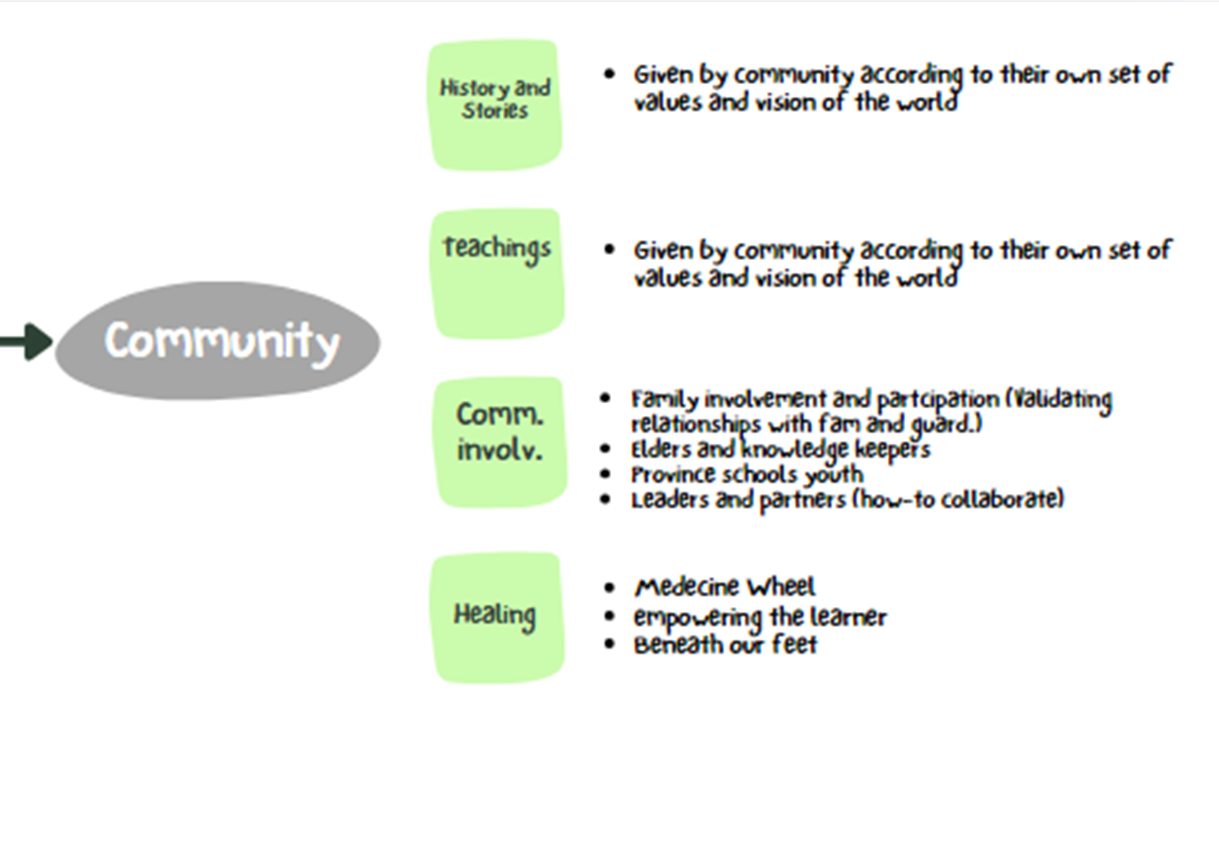 History and
Stories
• Given by community according to their own set of
values and vision of the world
Teachings
• Given by community according to their own set of
values and vision of the world
Community
Comm.
involv.
• Family involvement and partcipation (Validating
relationships with fam and guard.)
• Elders and knowledge keepers
• Province schools youth
• Leaders and partners (how-to collaborate)
Healing
• Medecine Wheel
• empowering the learner
• Beneath our feet